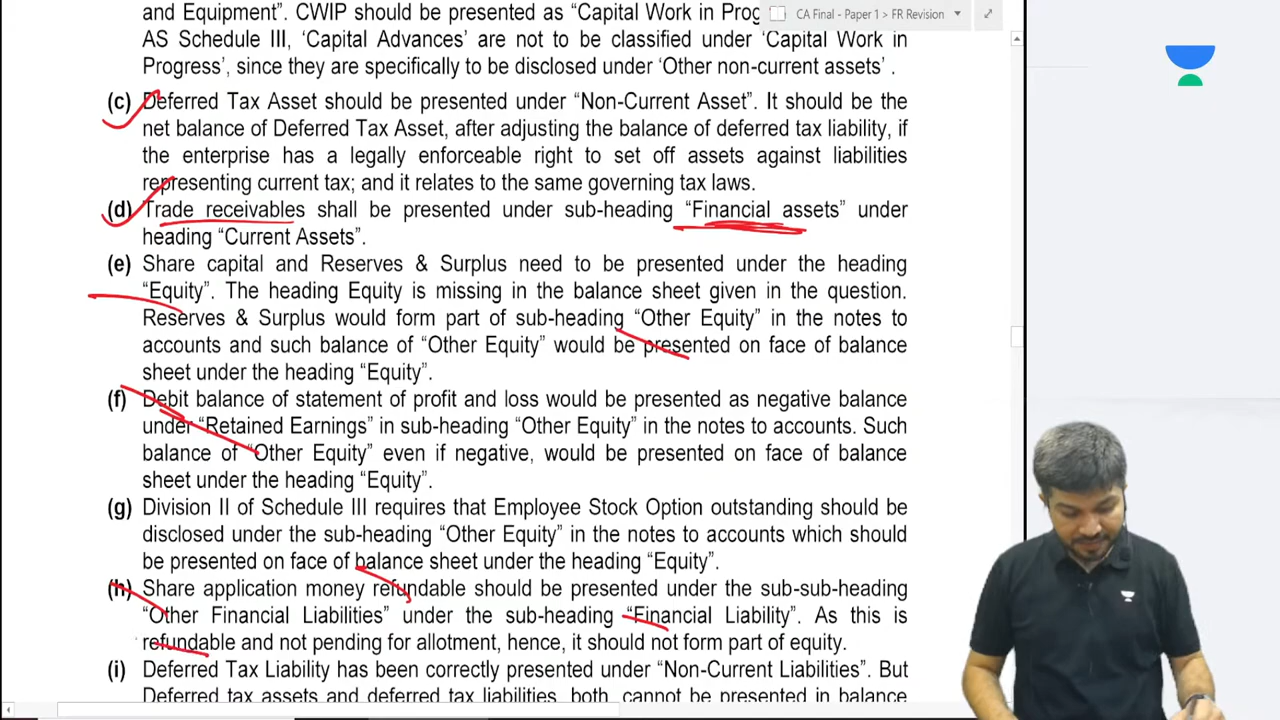 and Equipment”. CWIP should be presented as “Capital Work in Prog
CA Final - Paper 1 > FR Revision
AS Schedule III, ‘Capital Advances’ are not to be classified under ‘Capital Work in
Progress’, since they are specifically to be disclosed under ‘Other non-current assets’ .
(c) Deferred Tax Asset should be presented under “Non-Current Asset”. It should be the
net balance of Deferred Tax Asset, after adjusting the balance of deferred tax liability, if
the enterprise has a legally enforceable right to set off assets against liabilities
representing current tax; and it relates to the same governing tax laws.
(d) Trade receivables shall be presented under sub-heading “Financial assets” under
heading “Current Assets”.
(e) Share capital and Reserves & Surplus need to be presented under the heading
“Equity”. The heading Equity is missing in the balance sheet given in the question.
Reserves & Surplus would form part of sub-heading “Other Equity” in the notes to
accounts and such balance of “Other Equity” would be presented on face of balance
sheet under the heading “Equity”.
(f) Debit balance of statement of profit and loss would be presented as negative balance
under “Retained Earnings” in sub-heading “Other Equity” in the notes to accounts. Such
balance of “Other Equity” even if negative, would be presented on face of balance
sheet under the heading “Equity”.
(g) Division II of Schedule III requires that Employee Stock Option outstanding should be
disclosed under the sub-heading “Other Equity” in the notes to accounts which should
be presented on face of balance sheet under the heading “Equity”.
(h) Share application money refundable should be presented under the sub-sub-heading
“Other Financial Liabilities” under the sub-heading “Financial Liability”. As this is
refundable and not pending for allotment, hence, it should not form part of equity.
(i) Deferred Tax Liability has been correctly presented under “Non-Current Liabilities”. But
Deferred tax assets and deferred tax liabilities, both, cannot be presented in balance